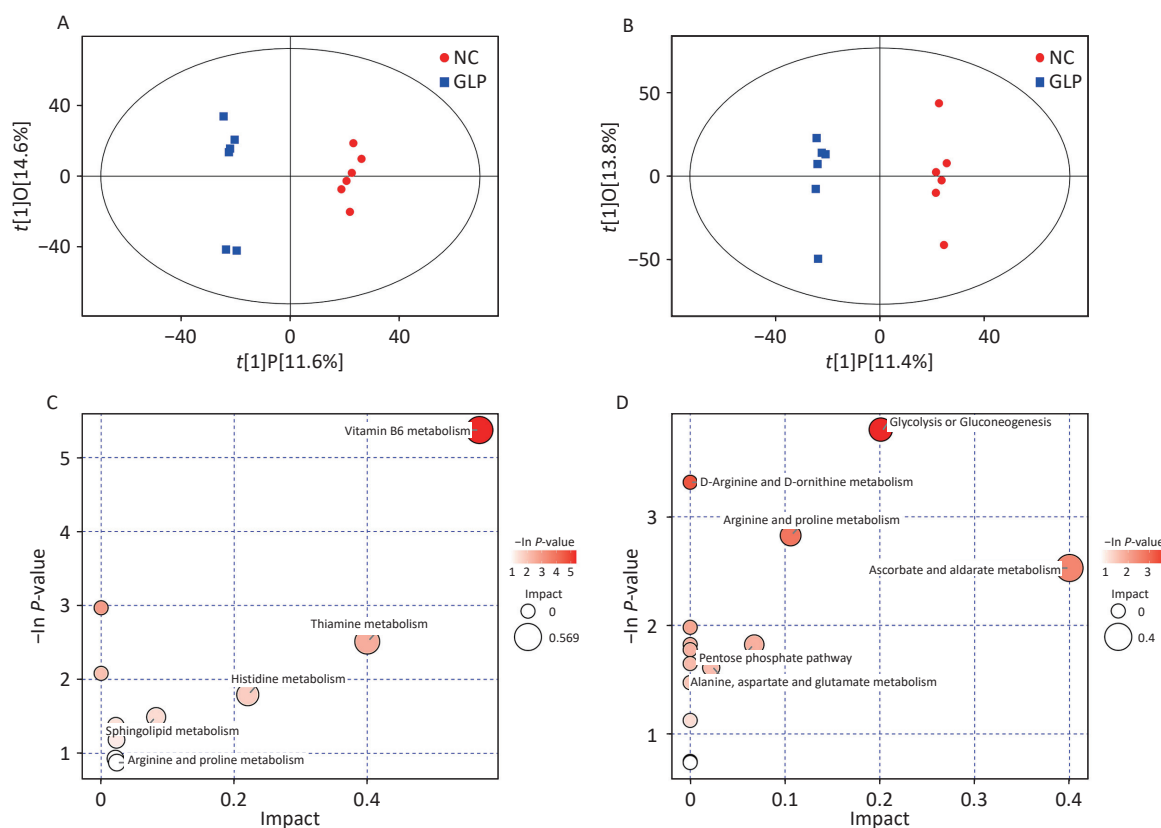 A
NC
GLP
t[1]O[14.6%]
40
0
−40
−40
0
40
t[1]P[11.6%]
B
NC
GLP
t[1]O[13.8%]
50
0
−50
−40
0
40
t[1]P[11.4%]
C
Vitamin B6 metabolism
Thiamine metabolism
Histidine metabolism
Sphingolipid metabolism
Arginine and proline metabolism
−ln P-value
5
4
3
2
1
0
0.2
0.4
Impact
−ln P-value
1 2 3 4 5
Impact
0
0.569
D
Glycolysis or Gluconeogenesis
D-Arginine and D-ornithine metabolism
Arginine and proline metabolism
Ascorbate and aldarate metabolism
Pentose phosphate pathway
Alanine, aspartate and glutamate metabolism
−ln P-value
3
2
1
0
0.1
0.2
0.3
0.4
Impact
−ln P-value
1 2 3
Impact
0
0.4